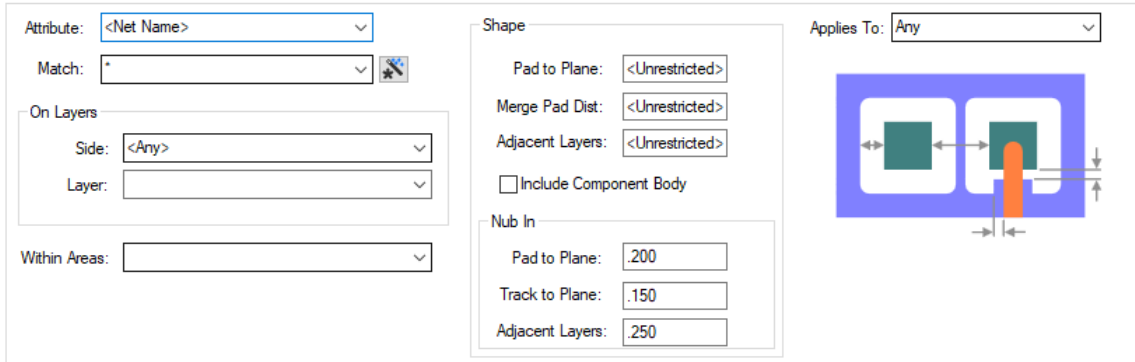 Attribute: <Net Name>
Match: *
On Layers
Side: <Any>
Layer:
Within Areas:
Shape
Pad to Plane: <Unrestricted>
Merge Pad Dist: <Unrestricted>
Adjacent Layers: <Unrestricted>
Include Component Body
Nub In
Pad to Plane: .200
Track to Plane: .150
Adjacent Layers: .250
Applies To: Any